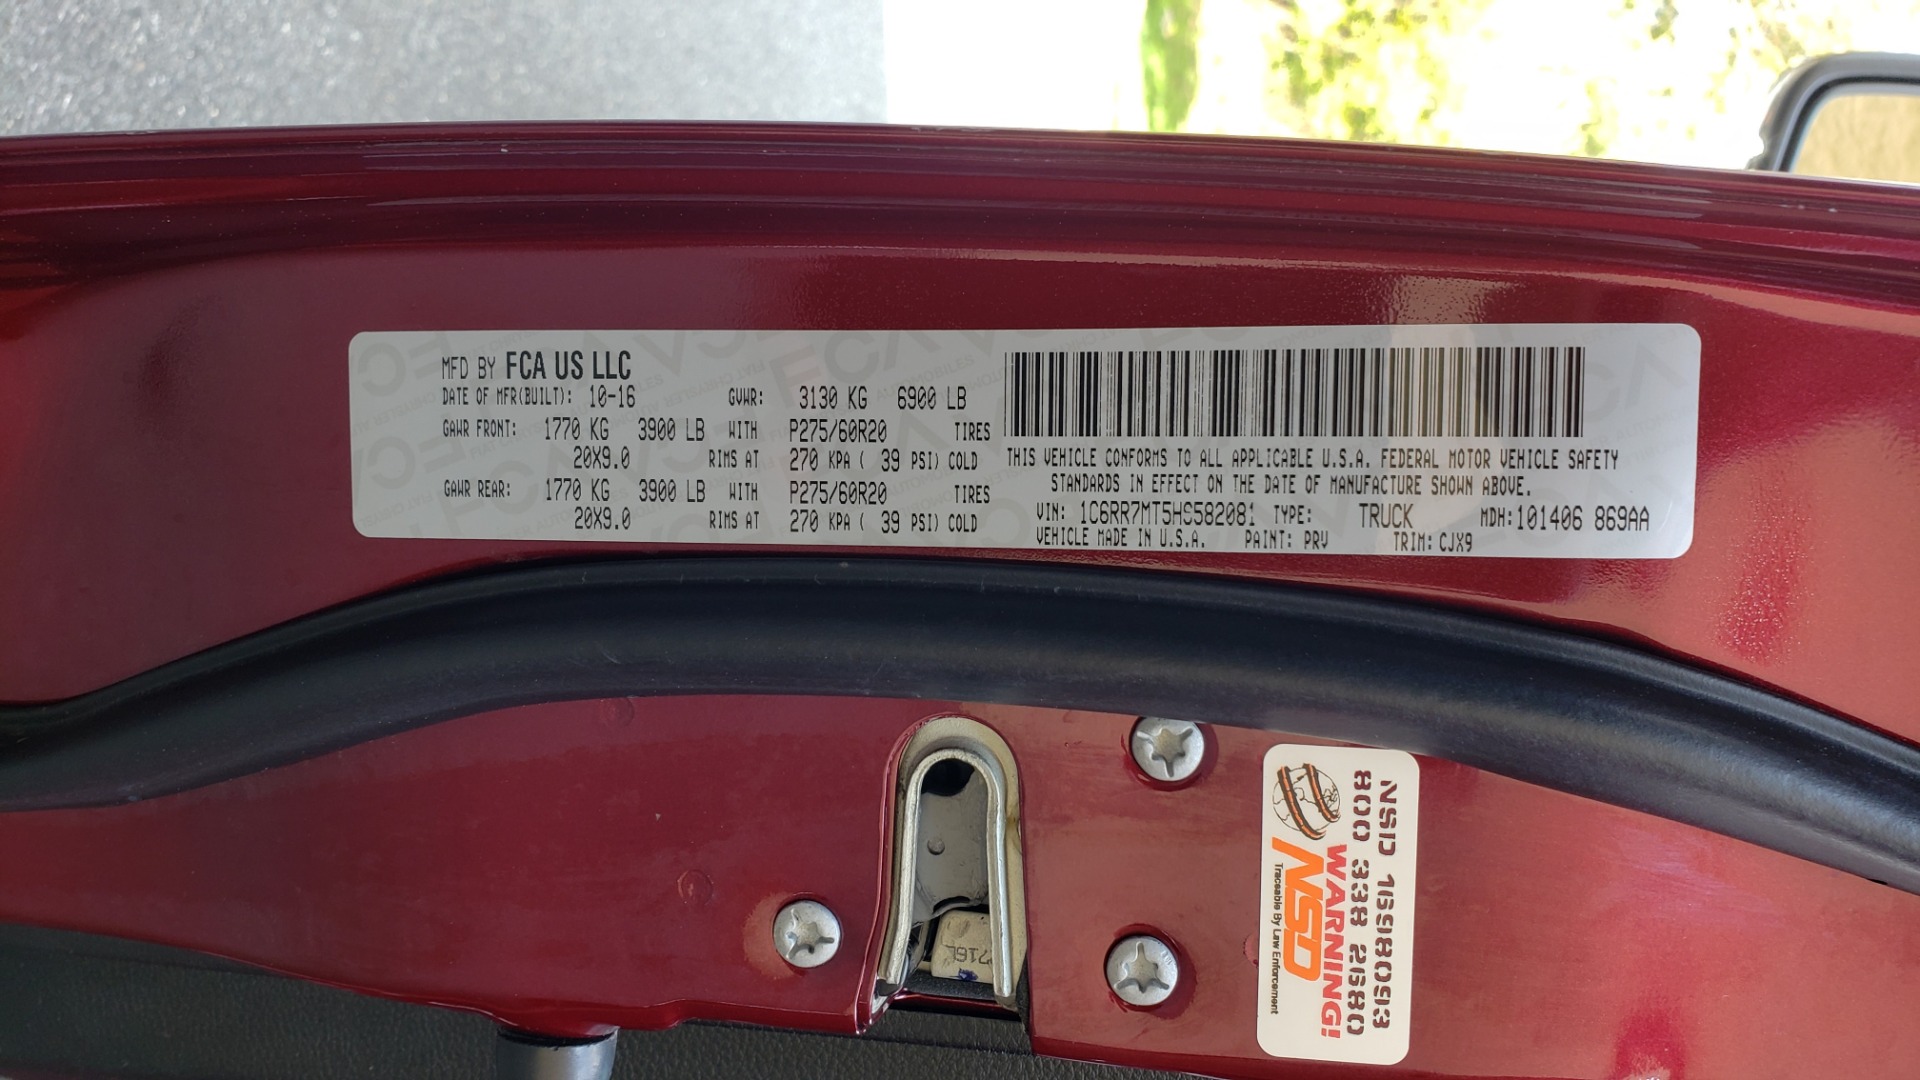 MFD BY FCA US LLC
DATE OF MFR(BUILT): 10-16 GVWR: 3130 KG 6900 LB
GAWR FRONT: 1770 KG 3900 LB WITH P275/60R20 TIRES
20X9.0 RIMS AT 270 KPA ( 39 PSI) COLD
GAWR REAR: 1770 KG 3900 LB WITH P275/60R20 TIRES
20X9.0 RIMS AT 270 KPA ( 39 PSI) COLD
THIS VEHICLE CONFORMS TO ALL APPLICABLE U.S.A. FEDERAL MOTOR VEHICLE SAFETY
STANDARDS IN EFFECT ON THE DATE OF MANUFACTURE SHOWN ABOVE.
VIN: 1C6RR7MT5HS582081 TYPE: TRUCK MDH:101406 869AA
VEHICLE MADE IN U.S.A. PAINT: PRV TRIM: CJX9
NSD 16980913
800 338 2680
WARNING!
NSD
Traceable By Law Enforcement